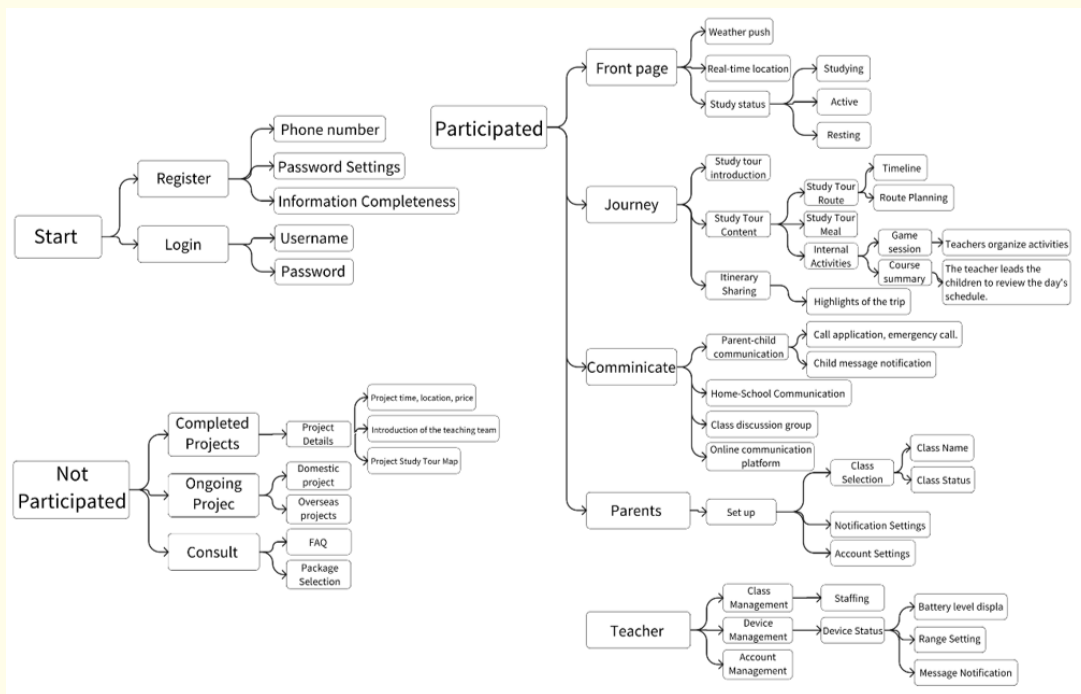 Start
Register
Phone number
Password Settings
Information Completeness
Login
Username
Password
Not
Participated
Completed
Projects
Project
Details
Project time, location, price
Introduction of the teaching team
Project Study Tour Map
Ongoing
Projec
Domestic
project
Overseas
projects
Consult
FAQ
Package
Selection
Participated
Front page
Weather push
Real-time location
Study status
Studying
Active
Resting
Journey
Study tour
introduction
Study Tour
Content
Study Tour
Route
Timeline
Route Planning
Study Tour
Meal
Internal
Activities
Game
session
Teachers organize activities
Course
summary
The teacher leads the
children to review the day's
schedule.
Itinerary
Sharing
Highlights of the trip
Comminicate
Parent-child
communication
Call application, emergency call.
Child message notification
Home-School Communication
Class discussion group
Online communication
platform
Parents
Set up
Class
Selection
Class Name
Class Status
Notification Settings
Account Settings
Teacher
Class
Management
Staffing
Device
Management
Device Status
Battery level displa
Range Setting
Message Notification
Account
Management